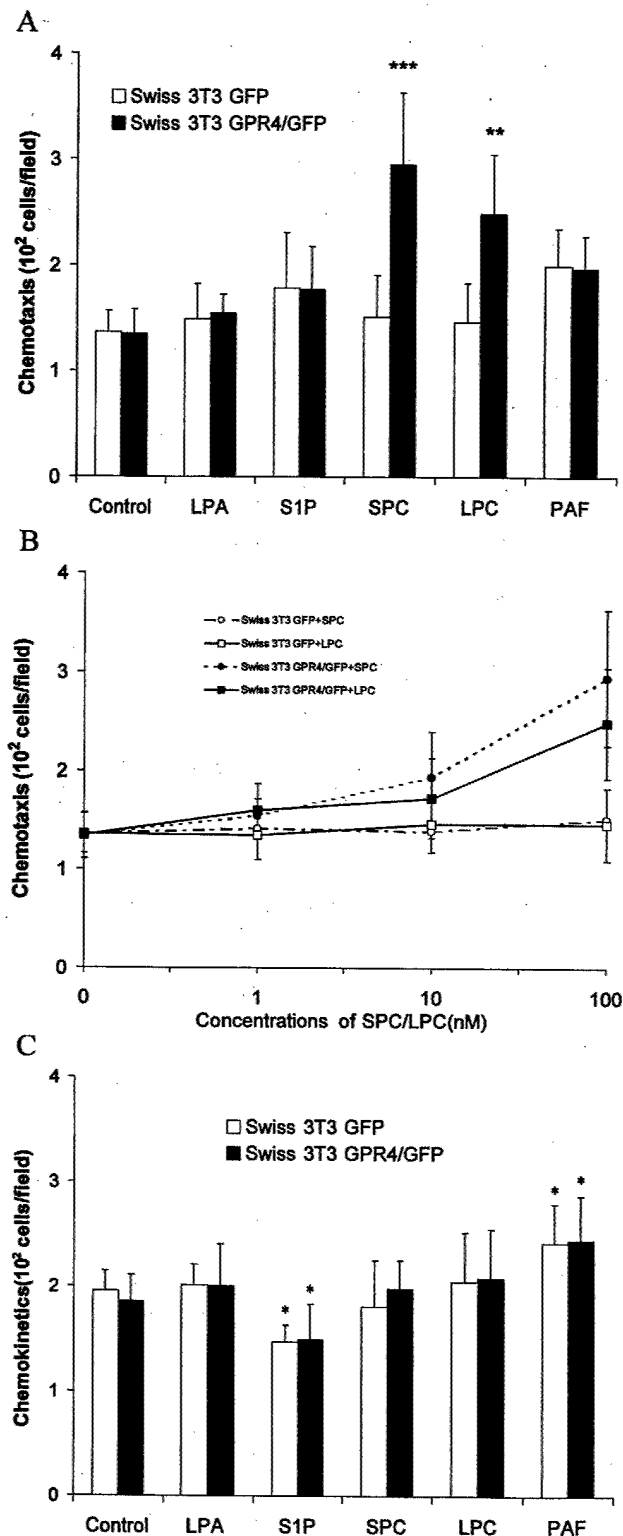 A
4
3
2
1
0
Chemotaxis (10² cells/field)
Swiss 3T3 GFP
Swiss 3T3 GPR4/GFP
***
**
Control LPA S1P SPC LPC PAF
B
4
3
2
1
0
Chemotaxis (10² cells/field)
Swiss 3T3 GFP+SPC
Swiss 3T3 GFP+LPC
Swiss 3T3 GPR4/GFP+SPC
Swiss 3T3 GPR4/GFP+LPC
0 1 10 100
Concentrations of SPC/LPC(nM)
C
4
3
2
1
0
Chemokinetics(10² cells/field)
Swiss 3T3 GFP
Swiss 3T3 GPR4/GFP
* *
* *
Control LPA S1P SPC LPC PAF